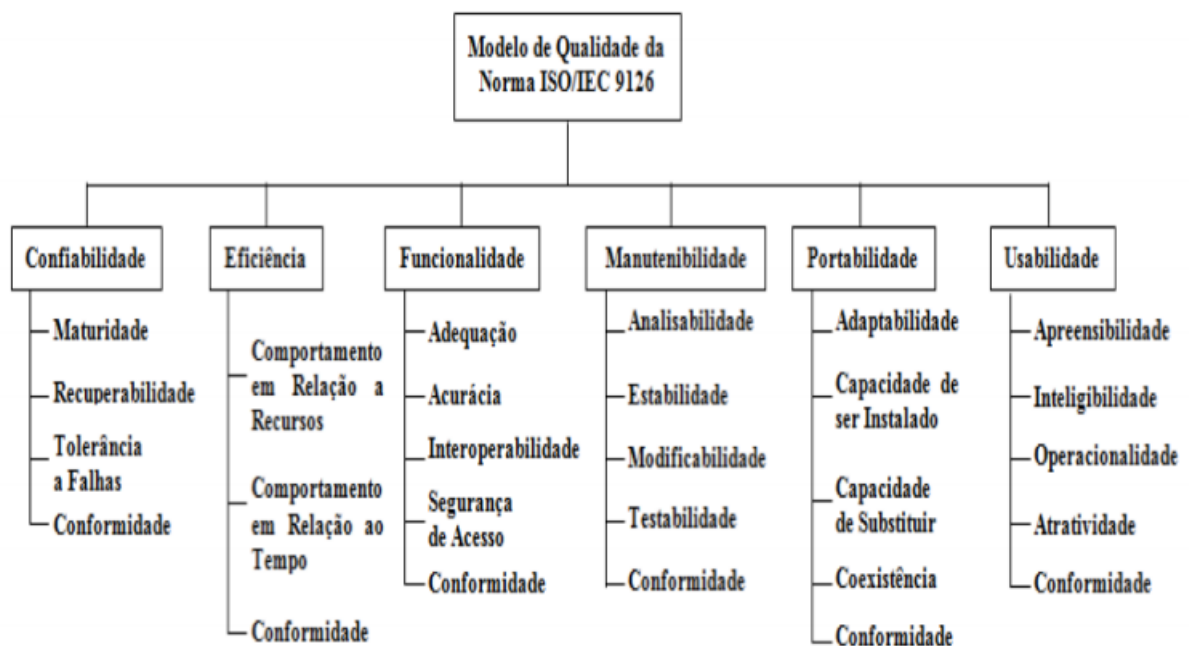 Modelo de Qualidade da
Norma ISO/IEC 9126
Confiabilidade
Maturidade
Recuperabilidade
Tolerância
a Falhas
Conformidade
Eficiência
Comportamento
em Relação a
Recursos
Comportamento
em Relação ao
Tempo
Conformidade
Funcionalidade
Adequação
Acurácia
Interoperabilidade
Segurança
de Acesso
Conformidade
Manutenibilidade
Analisabilidade
Estabilidade
Modificabilidade
Testabilidade
Conformidade
Portabilidade
Adaptabilidade
Capacidade de
ser Instalado
Capacidade
de Substituir
Coexistência
Conformidade
Usabilidade
Apreensibilidade
Inteligibilidade
Operacionalidade
Atratividade
Conformidade